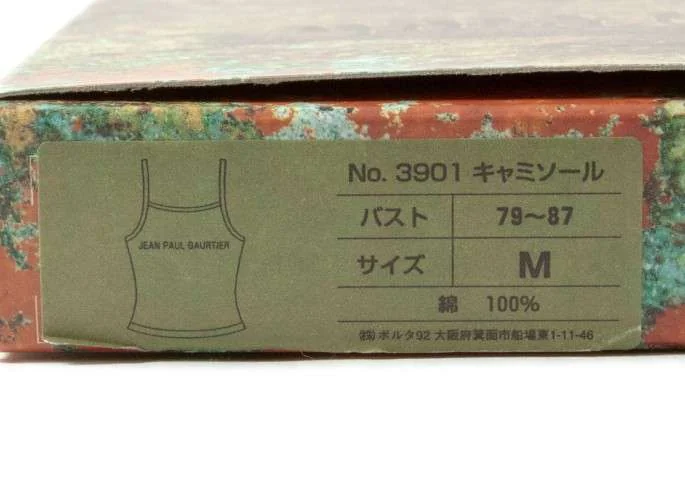 No. 3901 キャミソール
JEAN PAUL GAURTIER
バスト 79～87
サイズ M
綿 100%
㈱ポルタ92 大阪府箕面市船場東1-11-46